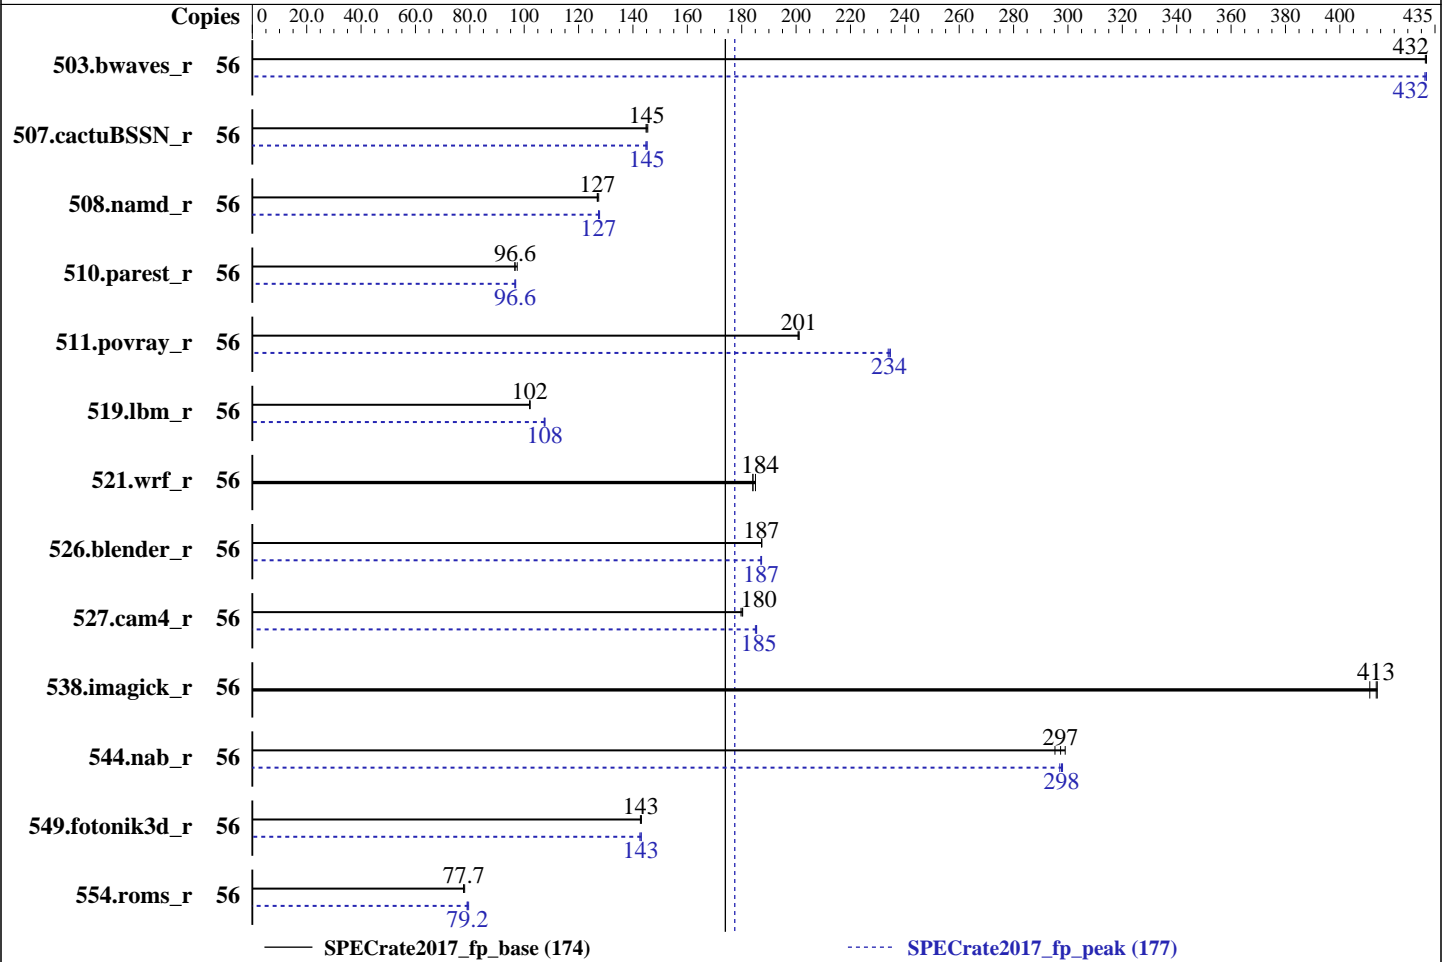 Copies 0 20.0 40.0 60.0 80.0 100 120 140 160 180 200 220 240 260 280 300 320 340 360 380 400 435
432
503.bwaves_r 56
432
145
507.cactuBSSN_r 56
145
127
508.namd_r 56
127
96.6
510.parest_r 56
96.6
201
511.povray_r 56
234
102
519.lbm_r 56
108
184
521.wrf_r 56
187
526.blender_r 56
187
180
527.cam4_r 56
185
413
538.imagick_r 56
297
544.nab_r 56
298
143
549.fotonik3d_r 56
143
77.7
554.roms_r 56
79.2
SPECrate2017_fp_base (174) SPECrate2017_fp_peak (177)